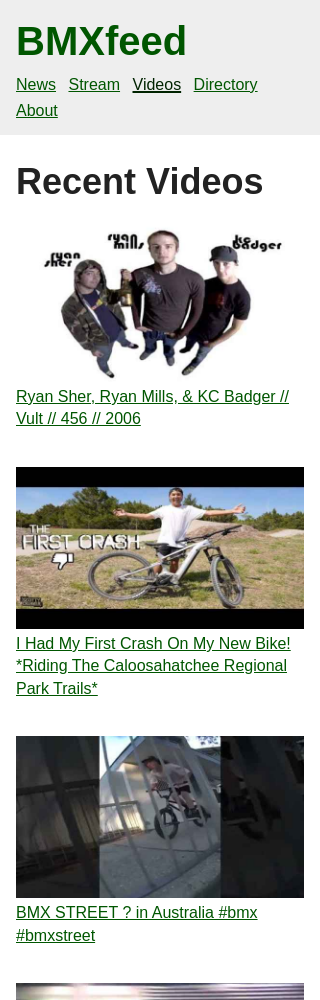 BMXfeed
News Stream Videos Directory
About
Recent Videos
ryan sher
ryan mills
kc badger
Ryan Sher, Ryan Mills, & KC Badger //
Vult // 456 // 2006
THE
FIRST CRASH
I Had My First Crash On My New Bike!
*Riding The Caloosahatchee Regional
Park Trails*
BMX STREET ? in Australia #bmx
#bmxstreet